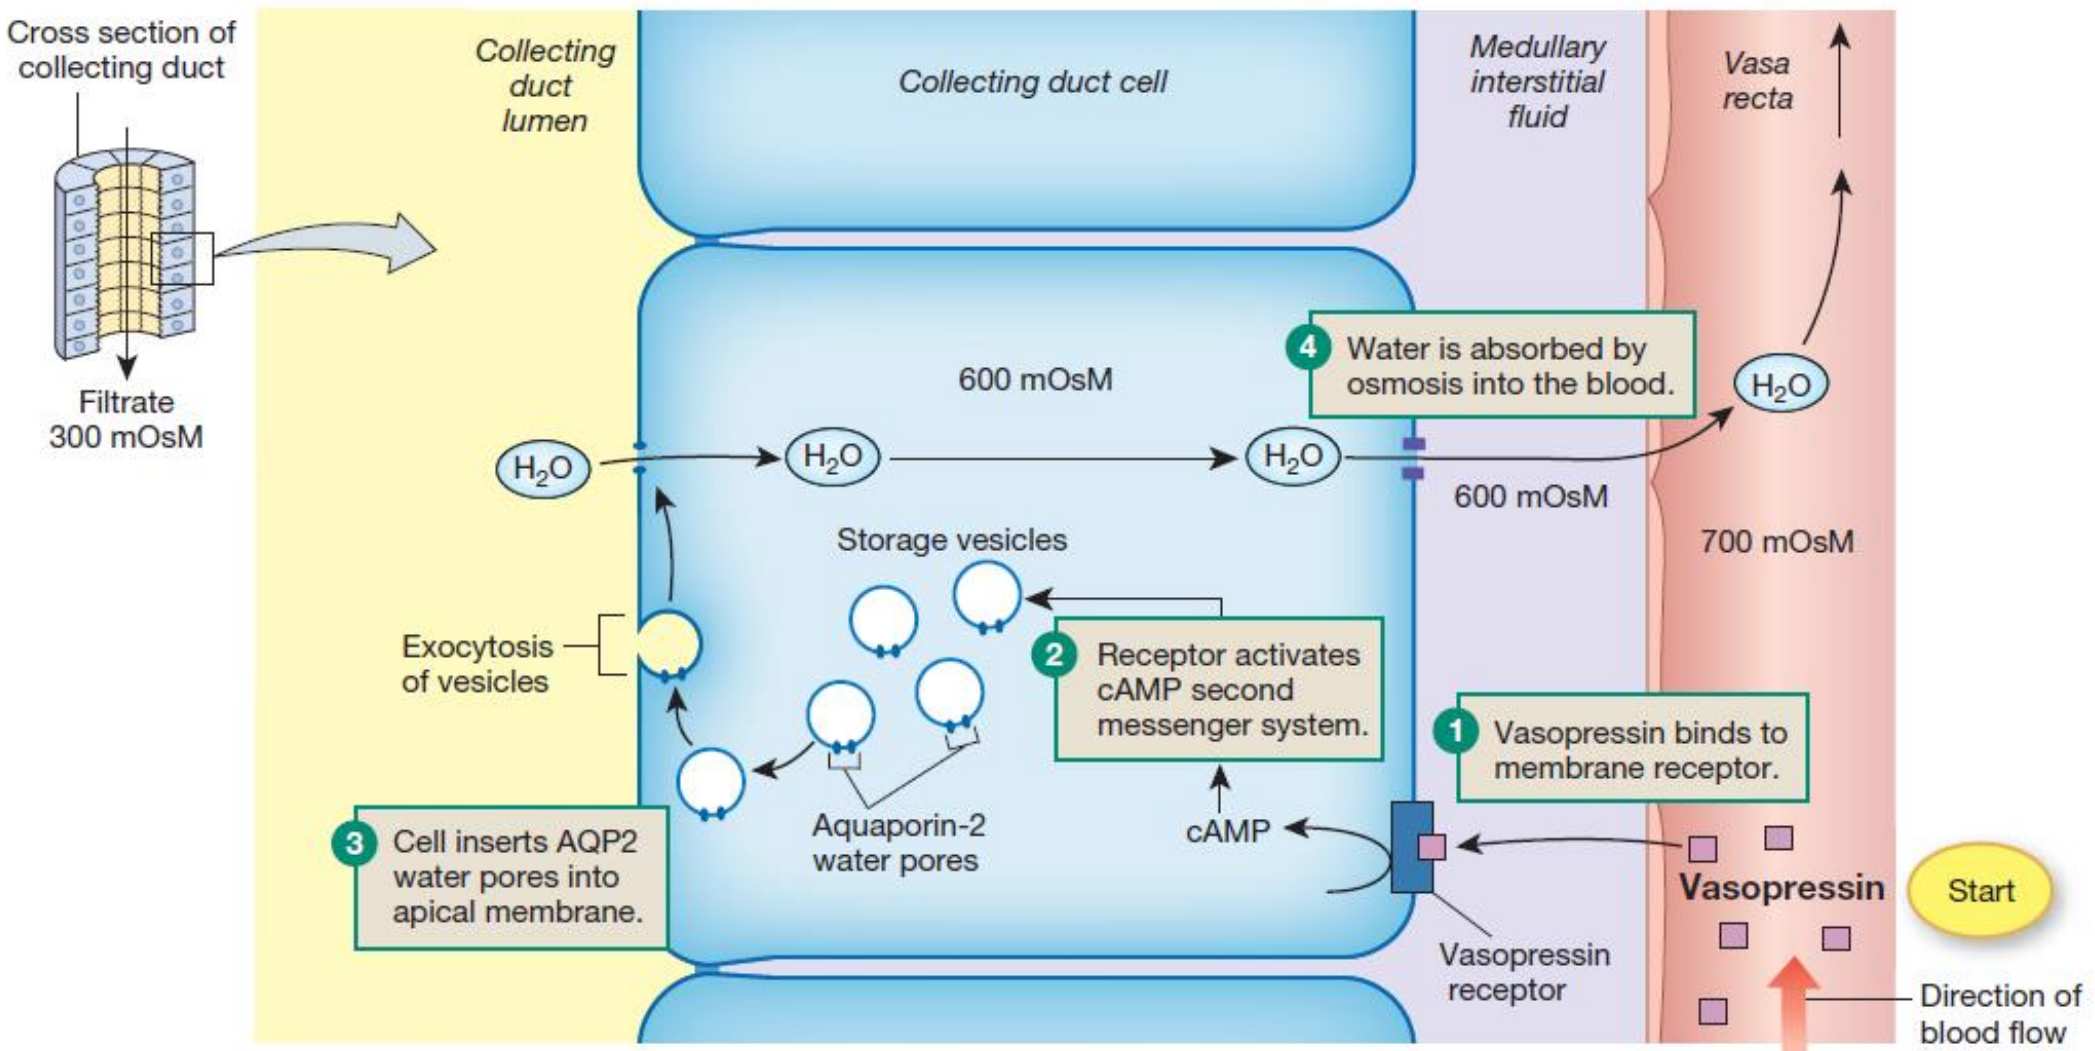 Cross section of
collecting duct
Filtrate
300 mOsM
Collecting
duct
lumen
Collecting duct cell
Medullary
interstitial
fluid
Vasa
recta
600 mOsM
4 Water is absorbed by
osmosis into the blood.
H₂O
H₂O
H₂O
H₂O
600 mOsM
700 mOsM
Storage vesicles
Exocytosis
of vesicles
2 Receptor activates
cAMP second
messenger system.
1 Vasopressin binds to
membrane receptor.
3 Cell inserts AQP2
water pores into
apical membrane.
Aquaporin-2
water pores
cAMP
Vasopressin
Start
Vasopressin
receptor
Direction of
blood flow